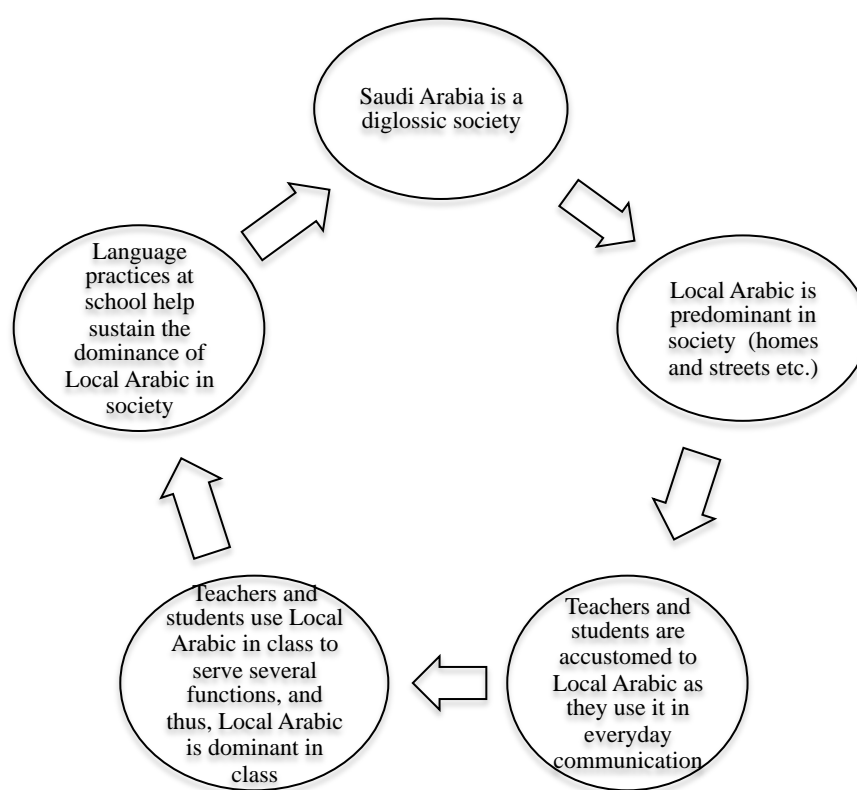 Saudi Arabia is a
diglossic society
Local Arabic is
predominant in
society  (homes
and streets etc.)
Teachers and
students are
accustomed to
Local Arabic as
they use it in
everyday
communication
Teachers and
students use Local
Arabic in class to
serve several
functions, and
thus, Local Arabic
is dominant in
class
Language
practices at
school help
sustain the
dominance of
Local Arabic in
society